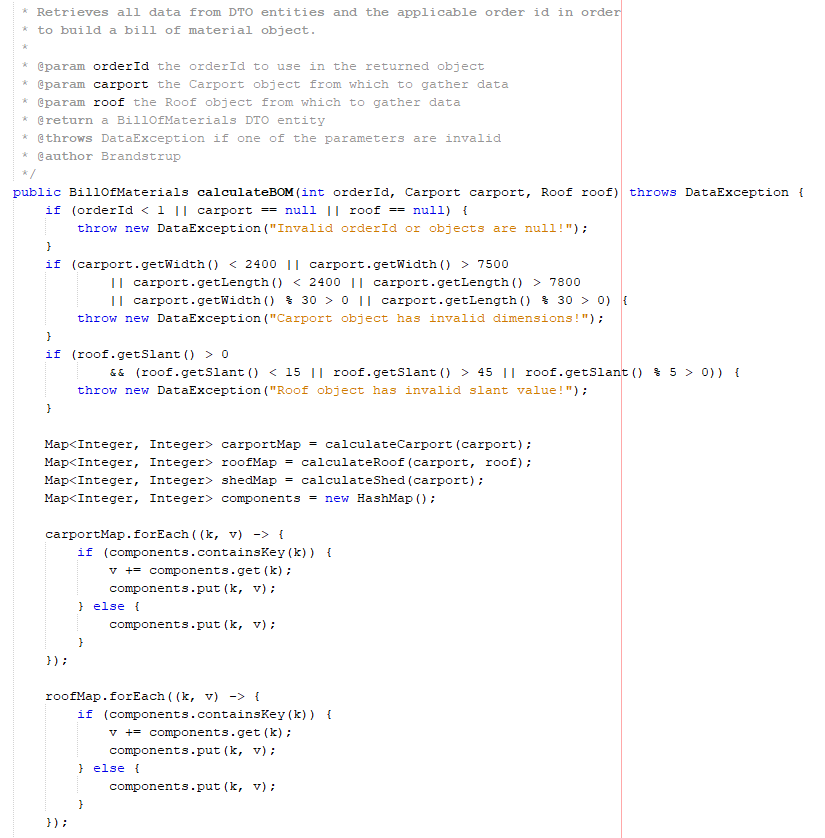 * Retrieves all data from DTO entities and the applicable order id in order
* to build a bill of material object.
*
* @param orderId the orderId to use in the returned object
* @param carport the Carport object from which to gather data
* @param roof the Roof object from which to gather data
* @return a BillOfMaterials DTO entity
* @throws DataException if one of the parameters are invalid
* @author Brandstrup
*/
public BillOfMaterials calculateBOM(int orderId, Carport carport, Roof roof) throws DataException {
    if (orderId < 1 || carport == null || roof == null) {
        throw new DataException("Invalid orderId or objects are null!");
    }
    if (carport.getWidth() < 2400 || carport.getWidth() > 7500
            || carport.getLength() < 2400 || carport.getLength() > 7800
            || carport.getWidth() % 30 > 0 || carport.getLength() % 30 > 0) {
        throw new DataException("Carport object has invalid dimensions!");
    }
    if (roof.getSlant() > 0
            && (roof.getSlant() < 15 || roof.getSlant() > 45 || roof.getSlant() % 5 > 0)) {
        throw new DataException("Roof object has invalid slant value!");
    }

    Map<Integer, Integer> carportMap = calculateCarport(carport);
    Map<Integer, Integer> roofMap = calculateRoof(carport, roof);
    Map<Integer, Integer> shedMap = calculateShed(carport);
    Map<Integer, Integer> components = new HashMap();

    carportMap.forEach((k, v) -> {
        if (components.containsKey(k)) {
            v += components.get(k);
            components.put(k, v);
        } else {
            components.put(k, v);
        }
    });

    roofMap.forEach((k, v) -> {
        if (components.containsKey(k)) {
            v += components.get(k);
            components.put(k, v);
        } else {
            components.put(k, v);
        }
    });